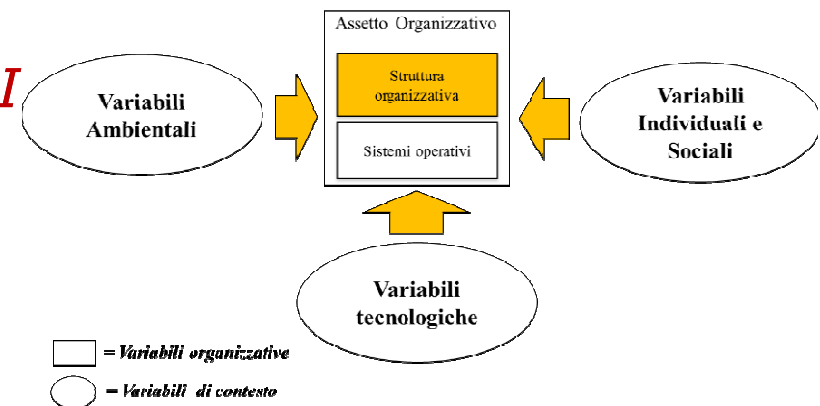 Assetto Organizzativo
I
Variabili
Ambientali
Struttura
organizzativa
Sistemi operativi
Variabili
Individuali e
Sociali
Variabili
tecnologiche
= Variabili organizzative
= Variabili di contesto